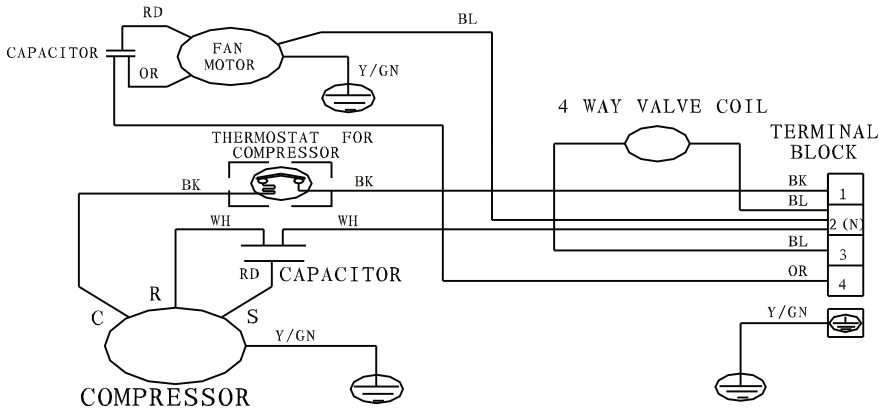 RD
BL
CAPACITOR
FAN
MOTOR
OR
Y/GN
4 WAY VALVE COIL
THERMOSTAT FOR
COMPRESSOR
TERMINAL
BLOCK
BK
BK
BK
1
BL
WH
WH
2(N)
BL
3
RD
CAPACITOR
OR
4
R
C
S
Y/GN
Y/GN
COMPRESSOR